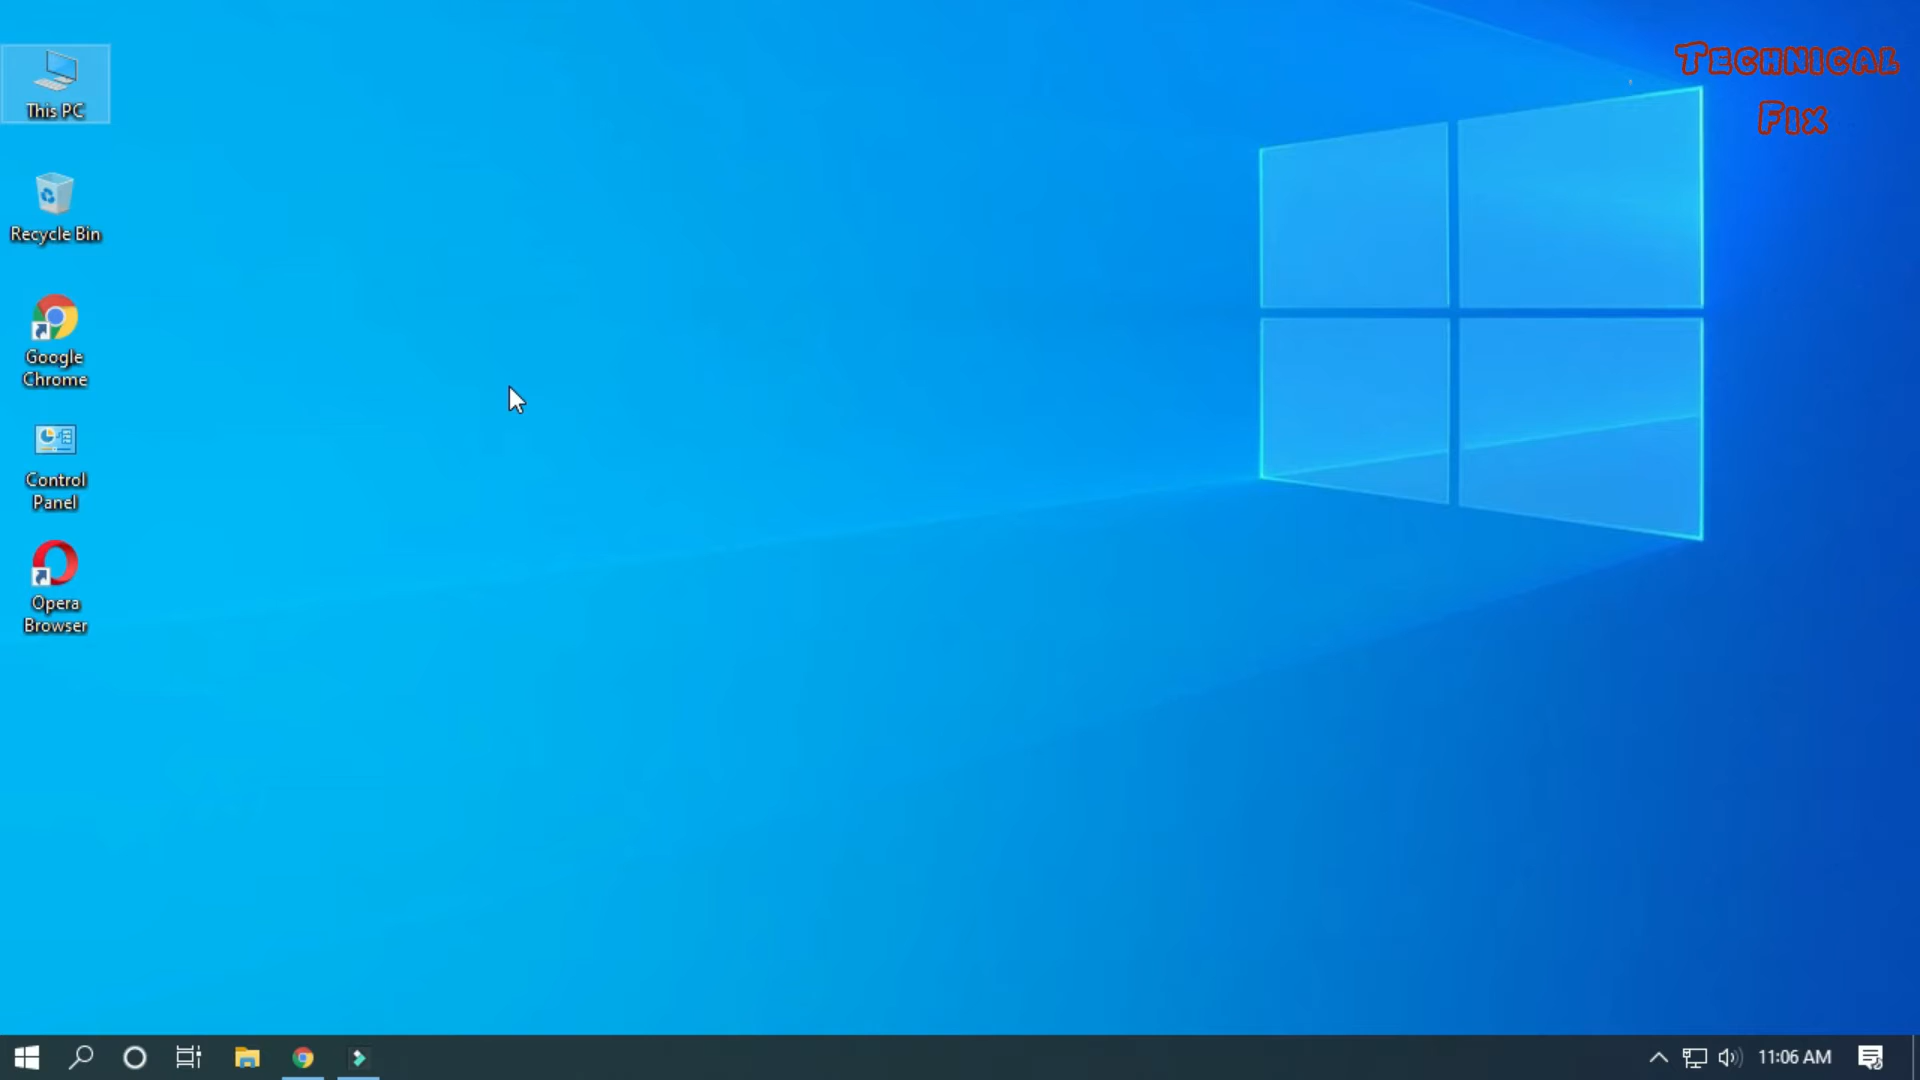 Technical
Fix
This PC
Recycle Bin
Google
Chrome
Control
Panel
Opera
Browser
11:06 AM